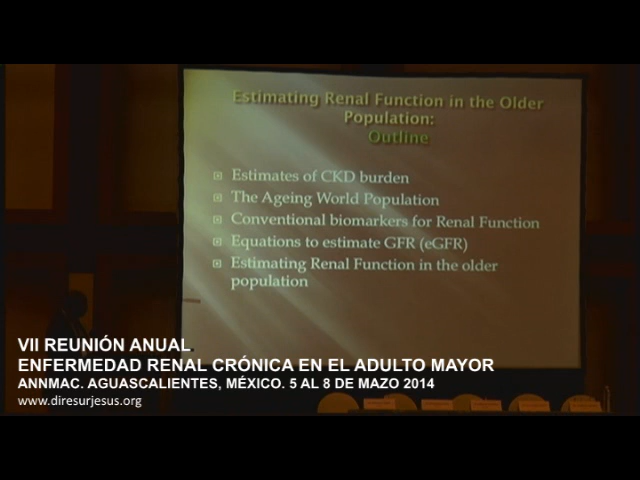 Estimating Renal Function in the Older
Population:
Outline
Estimates of CKD burden
The Ageing World Population
Conventional biomarkers for Renal Function
Equations to estimate GFR (eGFR)
Estimating Renal Function in the older
population
VII REUNIÓN ANUAL.
ENFERMEDAD RENAL CRÓNICA EN EL ADULTO MAYOR
ANNMAC. AGUASCALIENTES, MÉXICO. 5 AL 8 DE MAZO 2014
www.diresurjesus.org